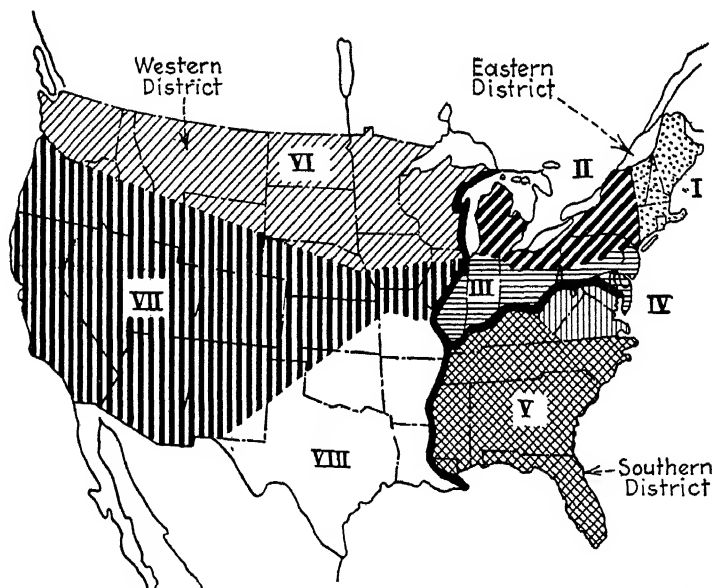 Western
District
Eastern
District
VI
II
I
III
IV
VII
V
VIII
Southern
District